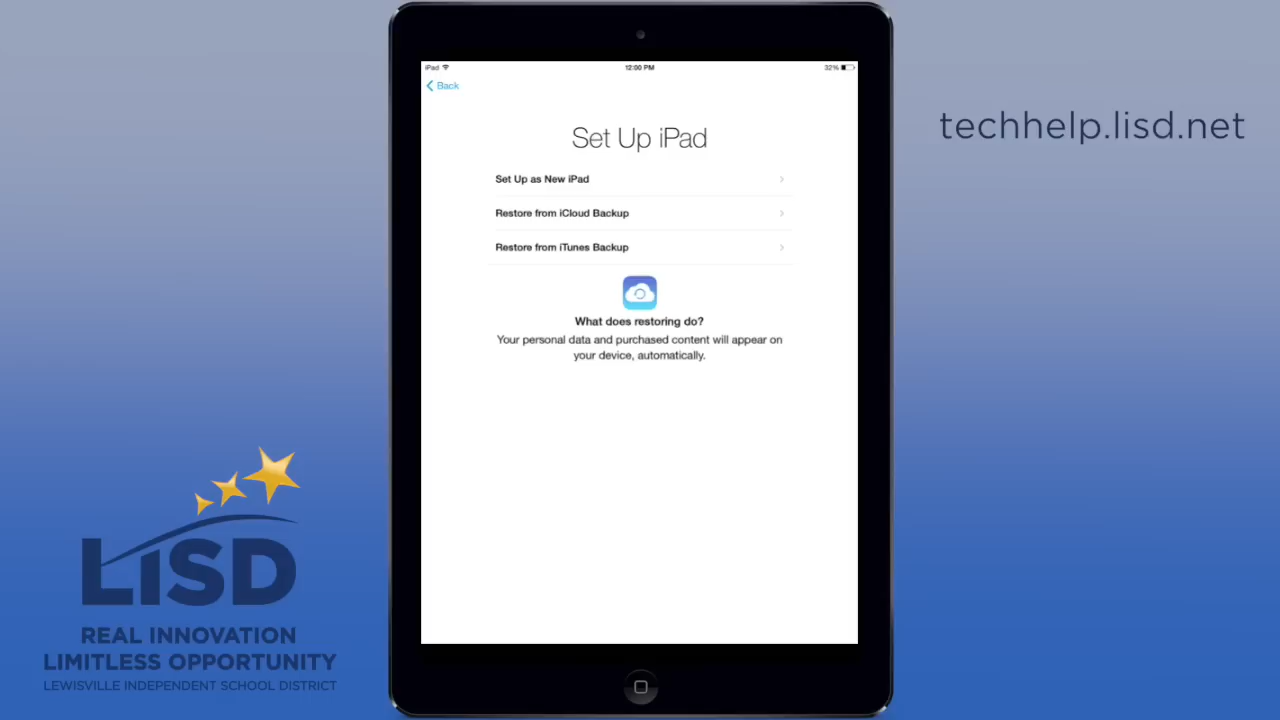 iPad
12:00 PM
32%
Back
Set Up iPad
Set Up as New iPad
Restore from iCloud Backup
Restore from iTunes Backup
What does restoring do?
Your personal data and purchased content will appear on
your device, automatically.
techhelp.lisd.net
LiSD
REAL INNOVATION
LIMITLESS OPPORTUNITY
LEWISVILLE INDEPENDENT SCHOOL DISTRICT